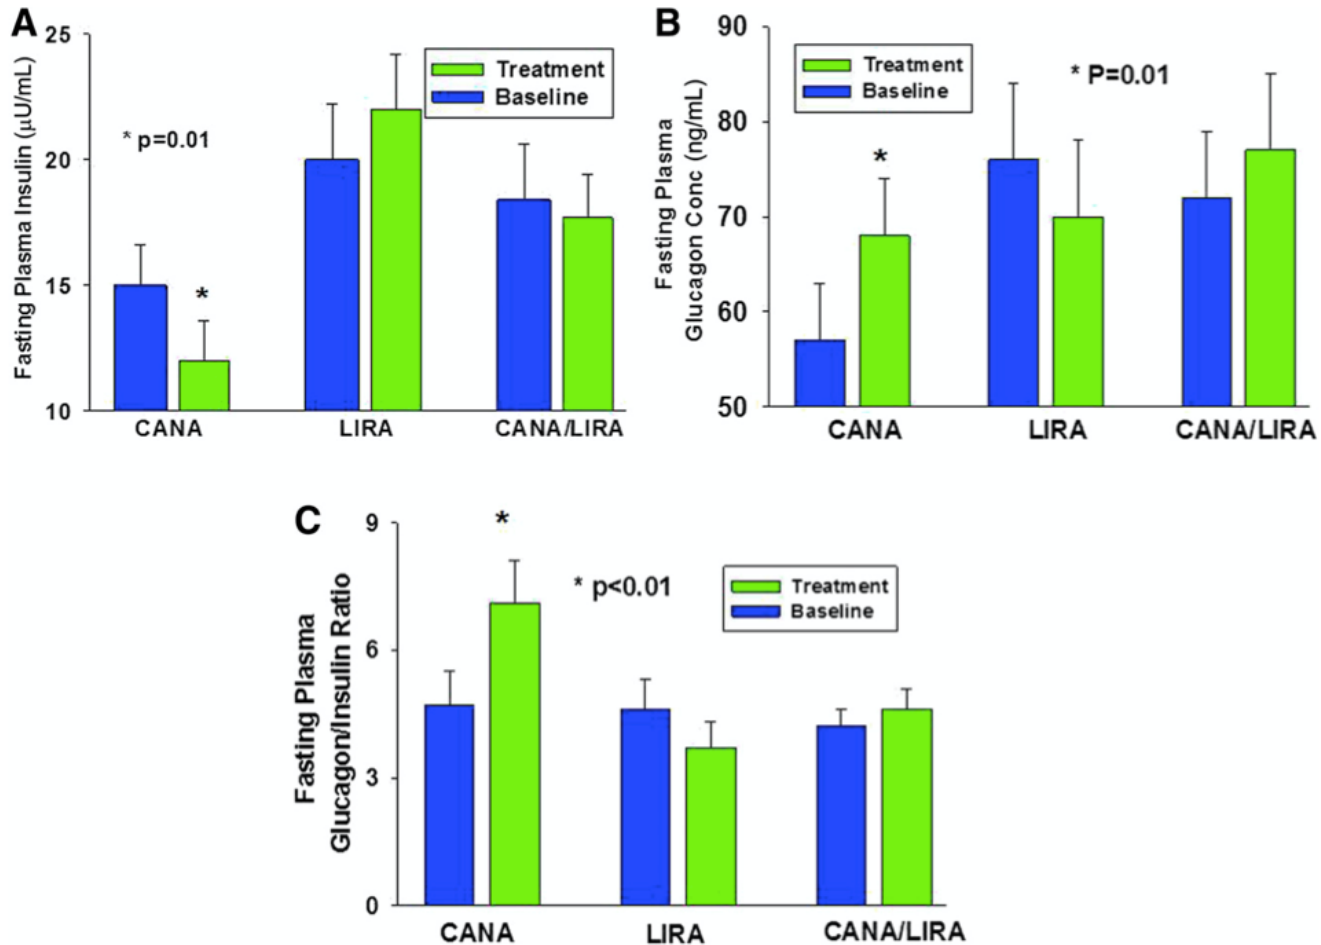 A
Fasting Plasma Insulin (μU/mL)
25
20
15
10
* p=0.01
Treatment
Baseline
*
CANA
LIRA
CANA/LIRA
B
Fasting Plasma
Glucagon Conc (ng/mL)
90
80
70
60
50
Treatment
Baseline
* P=0.01
*
CANA
LIRA
CANA/LIRA
C
Fasting Plasma
Glucagon/Insulin Ratio
9
6
3
0
*
* p<0.01
Treatment
Baseline
CANA
LIRA
CANA/LIRA